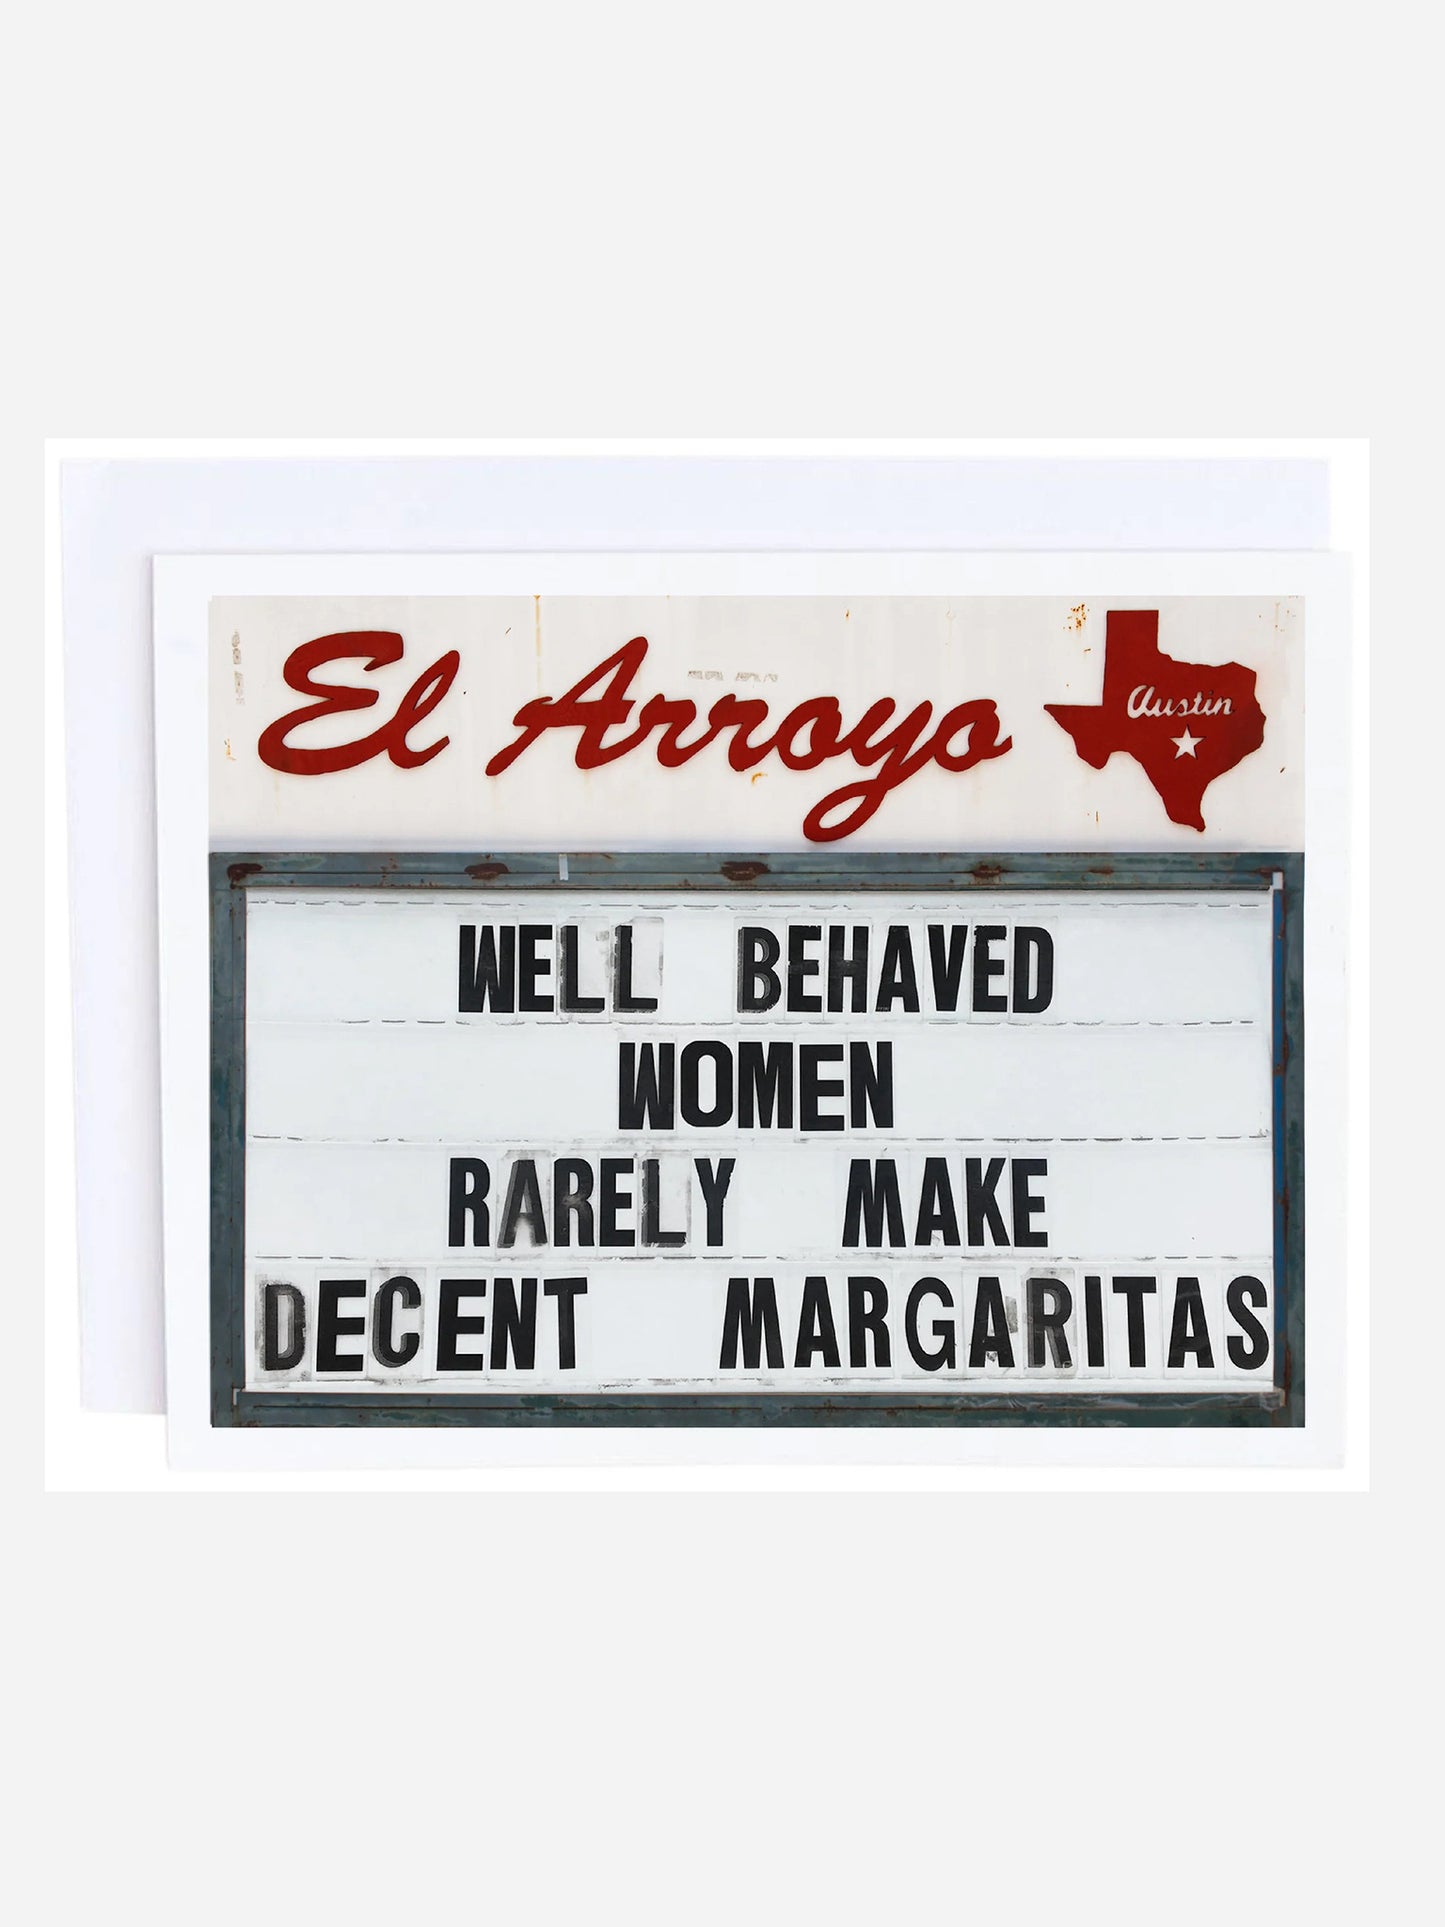 El Arroyo
Austin
WELL BEHAVED
WOMEN
RARELY MAKE
DECENT MARGARITAS